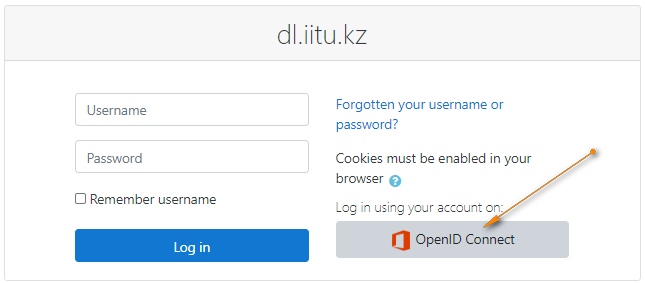 dl.iitu.kz
Username
Password
Remember username
Log in
Forgotten your username or
password?
Cookies must be enabled in your
browser ?
Log in using your account on:
OpenID Connect